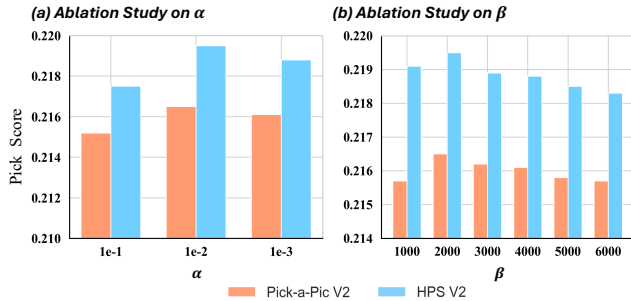 (a) Ablation Study on α
(b) Ablation Study on β
Pick Score
0.220
0.218
0.216
0.214
0.212
0.210
1e-1 1e-2 1e-3
α
0.220
0.219
0.218
0.217
0.216
0.215
0.214
1000 2000 3000 4000 5000 6000
β
Pick-a-Pic V2 HPS V2